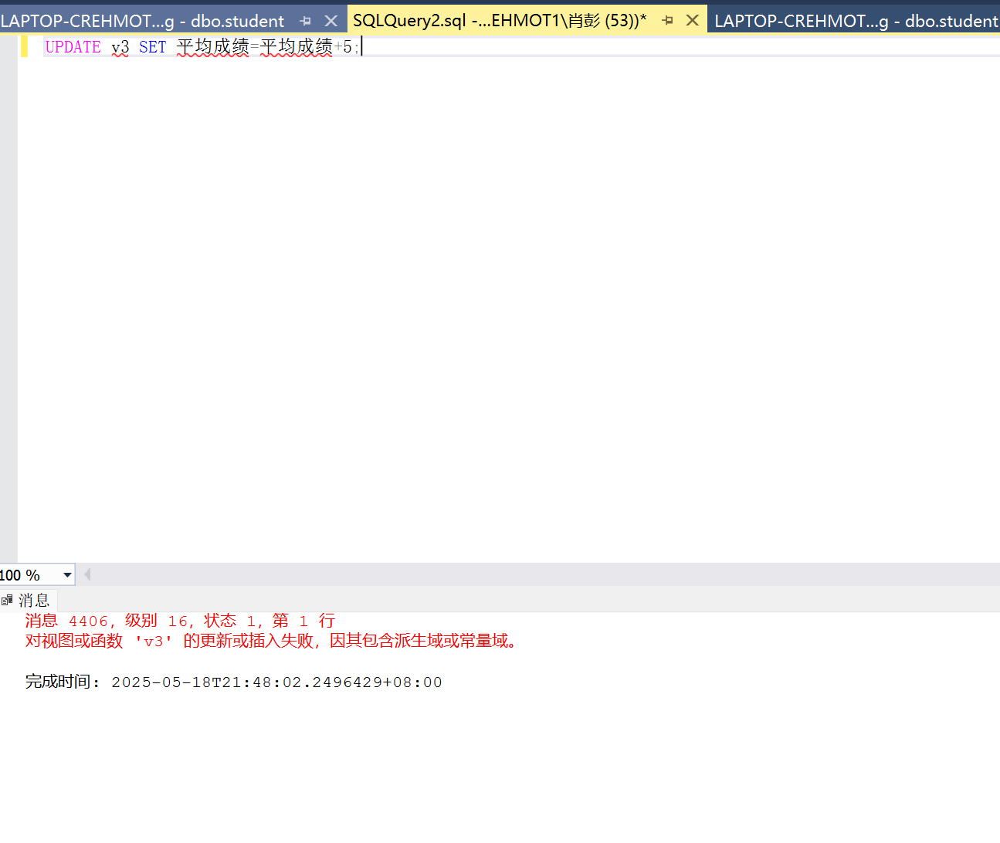 LAPTOP-CREHMOT...g - dbo.student
SQLQuery2.sql -...EHMOT1\肖彭 (53))*
LAPTOP-CREHMOT...g - dbo.student
UPDATE v3 SET 平均成绩=平均成绩+5;
100 %
消息
消息 4406，级别 16，状态 1，第 1 行
对视图或函数 'v3' 的更新或插入失败，因其包含派生域或常量域。
完成时间: 2025-05-18T21:48:02.2496429+08:00